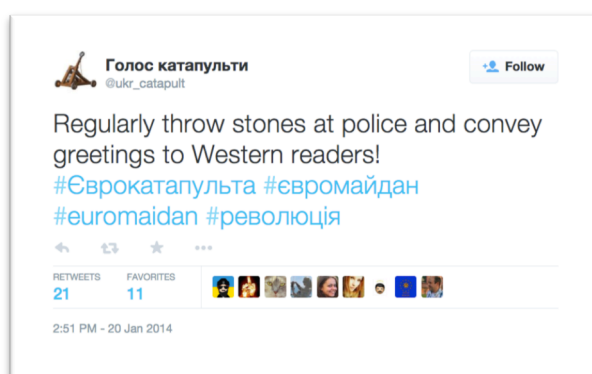 Голос катапульти
@ukr_catapult
Follow
Regularly throw stones at police and convey
greetings to Western readers!
#Єврокатапульта #євромайдан
#euromaidan #революція
RETWEETS FAVORITES
21 11
2:51 PM - 20 Jan 2014